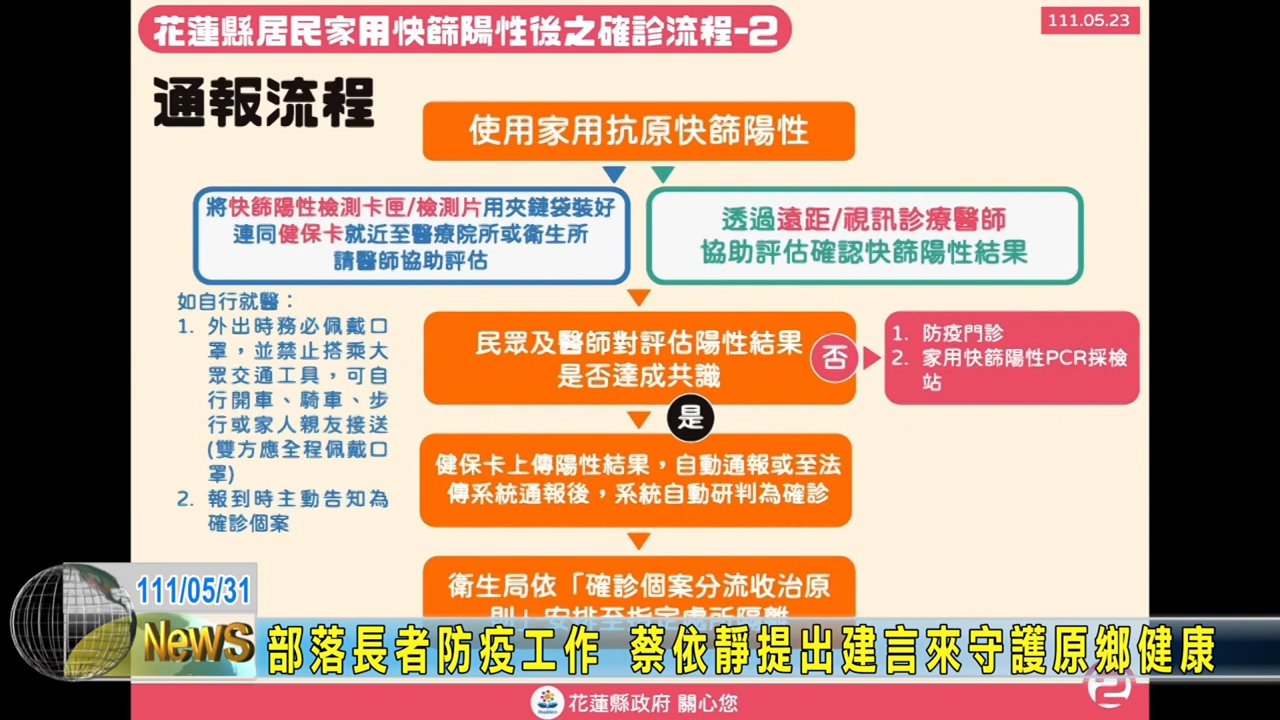 花蓮縣居民家用快篩陽性後之確診流程-2
111.05.23
通報流程
使用家用抗原快篩陽性
將快篩陽性檢測卡匣/檢測片用夾鏈袋裝好
連同健保卡就近至醫療院所或衛生所
請醫師協助評估
透過遠距/視訊診療醫師
協助評估確認快篩陽性結果
如自行就醫：
1. 外出時務必佩戴口
罩，並禁止搭乘大
眾交通工具，可自
行開車、騎車、步
行或家人親友接送
(雙方應全程佩戴口
罩)
2. 報到時主動告知為
確診個案
民眾及醫師對評估陽性結果
是否達成共識
否
1. 防疫門診
2. 家用快篩陽性PCR採檢
站
是
健保卡上傳陽性結果，自動通報或至法
傳系統通報後，系統自動研判為確診
衛生局依「確診個案分流收治原
則」安排至指定處所隔離
111/05/31
NewS
部落長者防疫工作 蔡依靜提出建言來守護原鄉健康
花蓮縣政府 關心您
2